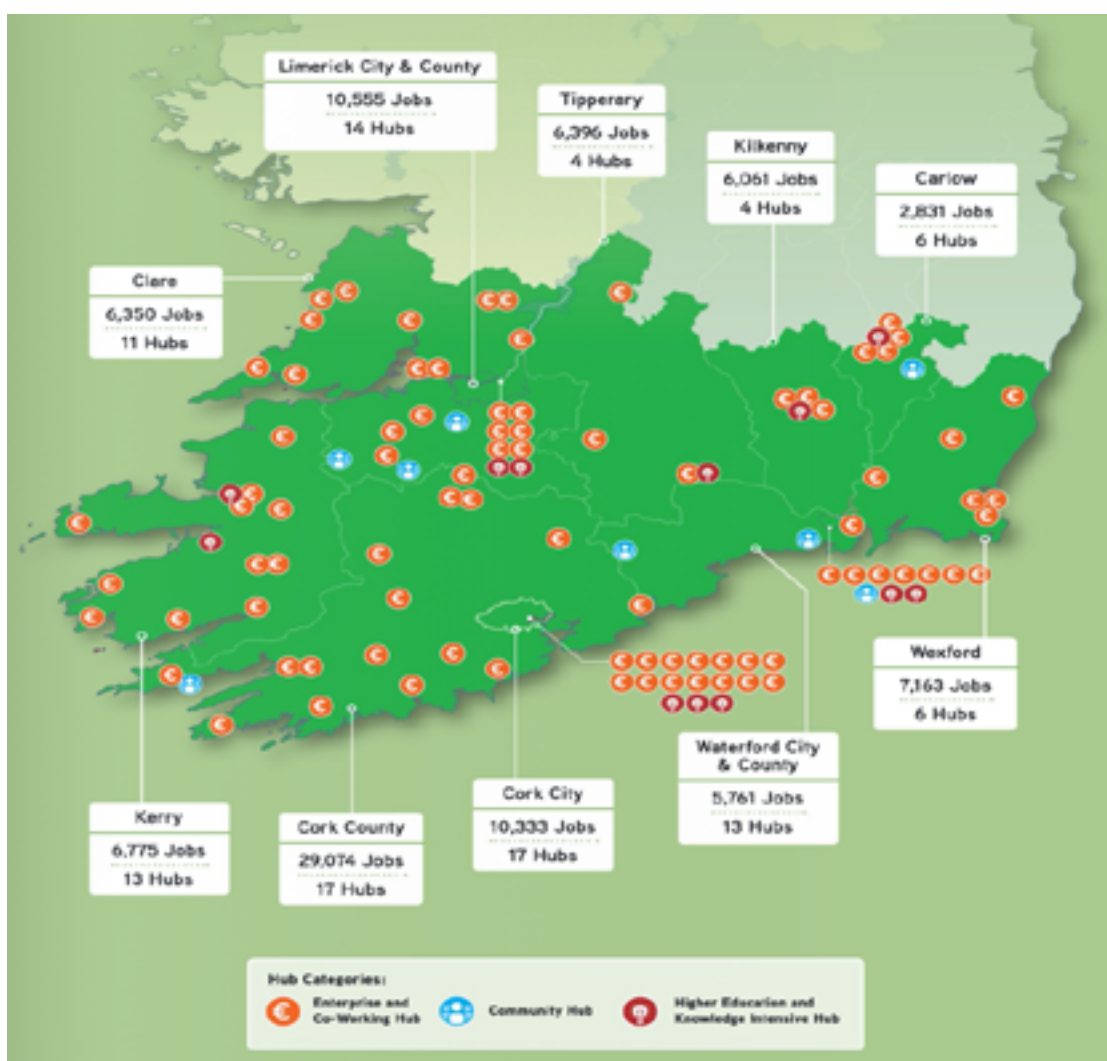 Limerick City & County
10,555 Jobs
14 Hubs
Tipperary
6,396 Jobs
4 Hubs
Kilkenny
6,061 Jobs
4 Hubs
Carlow
2,831 Jobs
6 Hubs
Clare
6,350 Jobs
11 Hubs
Wexford
7,163 Jobs
6 Hubs
Waterford City
& County
5,761 Jobs
13 Hubs
Cork City
10,333 Jobs
17 Hubs
Kerry
6,775 Jobs
13 Hubs
Cork County
29,074 Jobs
17 Hubs
Hub Categories:
Enterprise and
Co-Working Hub
Community Hub
Higher Education and
Knowledge Intensive Hub